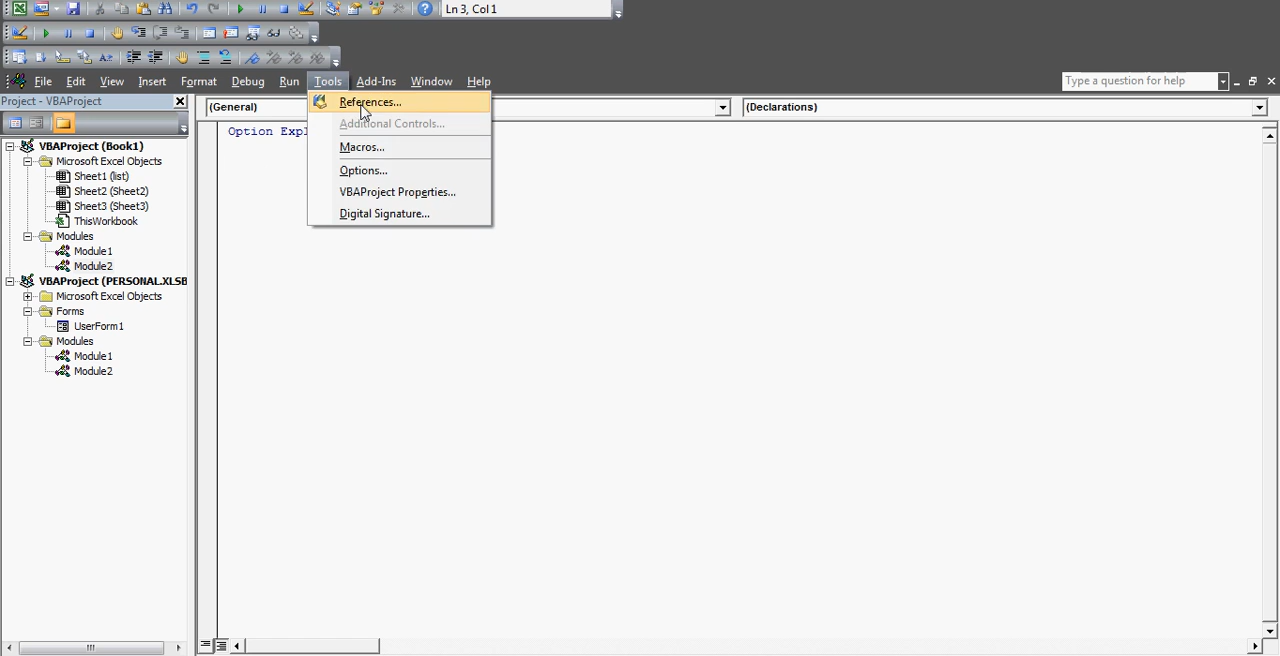 Ln 3, Col 1
File Edit View Insert Format Debug Run Tools Add-Ins Window Help
Type a question for help
Project - VBAProject
(General)
(Declarations)
Option Expl
References...
Additional Controls...
Macros...
Options...
VBAProject Properties...
Digital Signature...
VBAProject (Book1)
Microsoft Excel Objects
Sheet1 (list)
Sheet2 (Sheet2)
Sheet3 (Sheet3)
ThisWorkbook
Modules
Module1
Module2
VBAProject (PERSONAL.XLSB
Microsoft Excel Objects
Forms
UserForm1
Modules
Module1
Module2